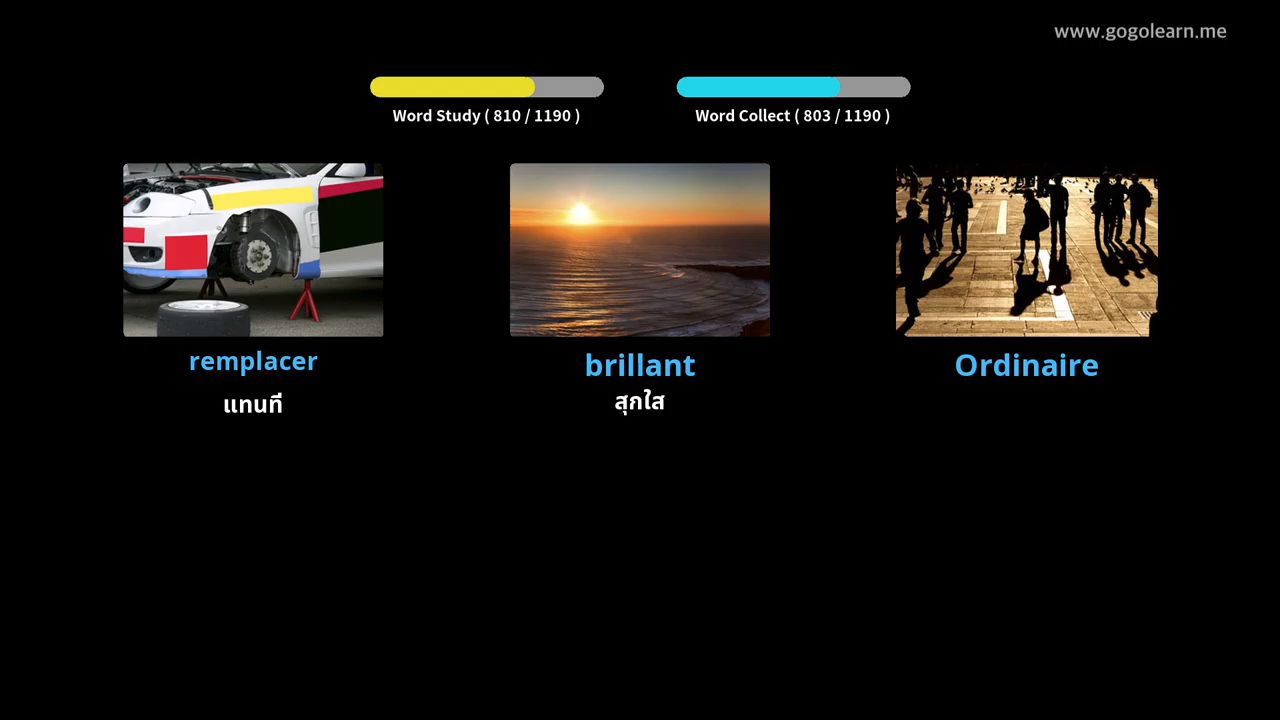 www.gogolearn.me
Word Study ( 810 / 1190 )
Word Collect ( 803 / 1190 )
remplacer
แทนที่
brillant
สุกใส
Ordinaire